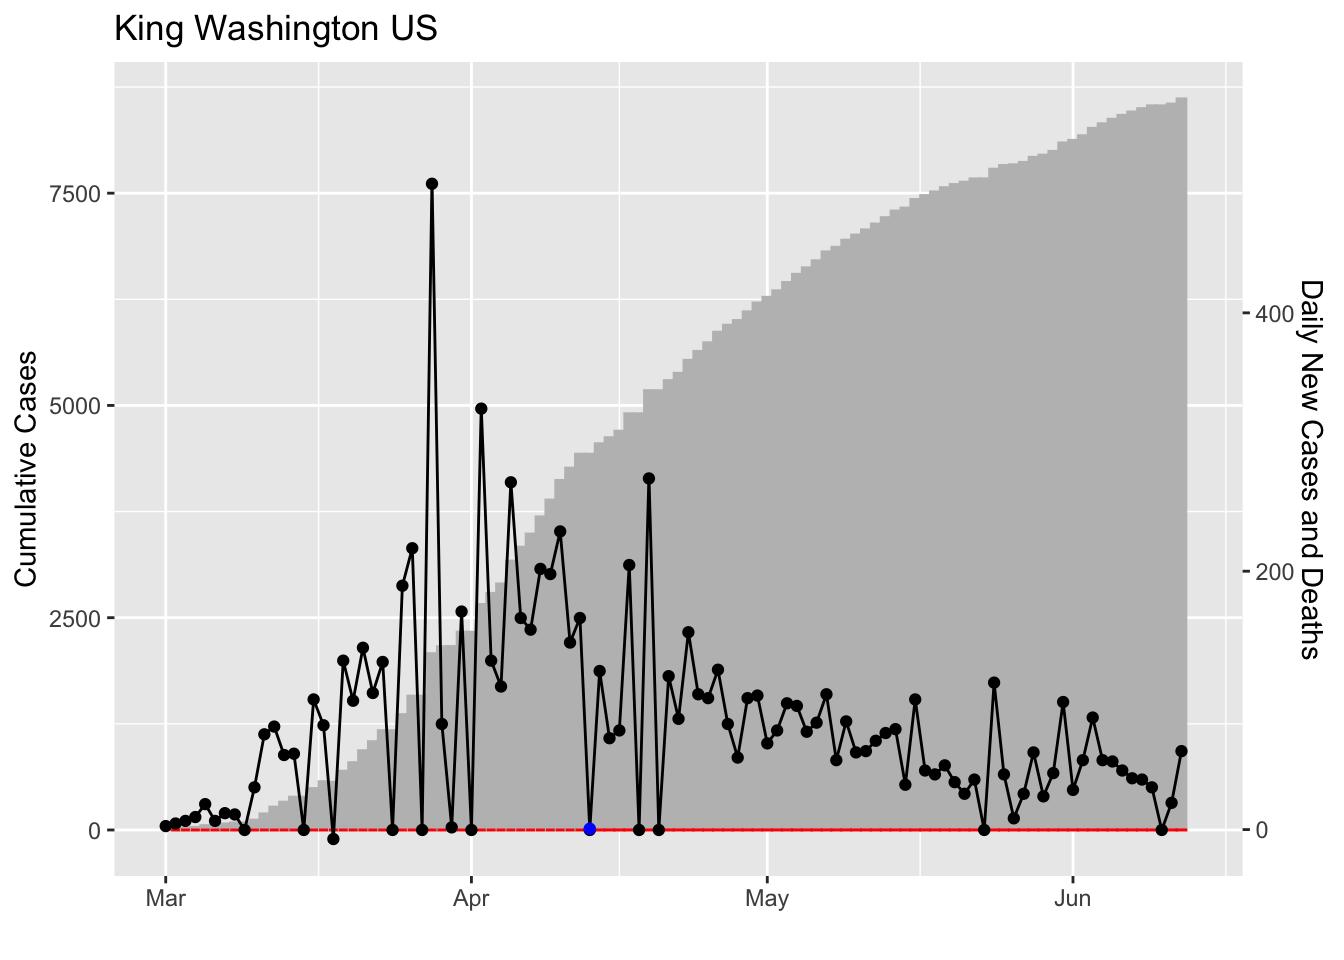 King Washington US
Cumulative Cases
7500
5000
2500
0
400
200
0
Daily New Cases and Deaths
Mar
Apr
May
Jun